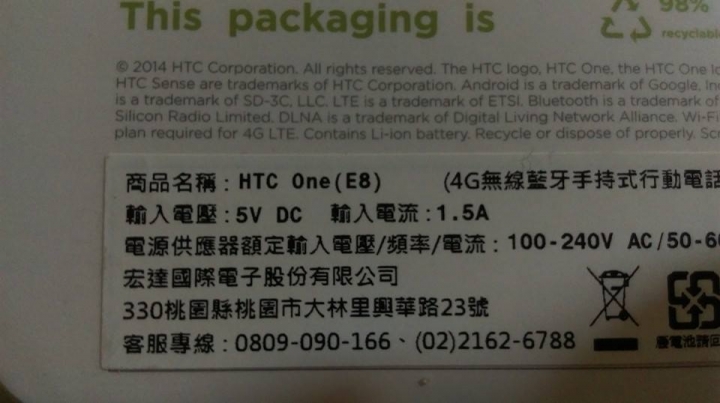 This packaging is
98%
recyclable
© 2014 HTC Corporation. All rights reserved. The HTC logo, HTC One, the HTC One
HTC Sense are trademarks of HTC Corporation. Android is a trademark of Google,
is a trademark of SD-3C, LLC. LTE is a trademark of ETSI. Bluetooth is a trademark of
Silicon Radio Limited. DLNA is a trademark of Digital Living Network Alliance. Wi-Fi
plan required for 4G LTE. Contains Li-ion battery. Recycle or dispose of properly.
商品名稱:HTC One(E8) (4G無線藍牙手持式行動電話
輸入電壓:5V DC 輸入電流:1.5A
電源供應器額定輸入電壓/頻率/電流:100-240V AC/50-60
宏達國際電子股份有限公司
330桃園縣桃園市大林里興華路23號
客服專線:0809-090-166、(02)2162-6788
廢電池請回